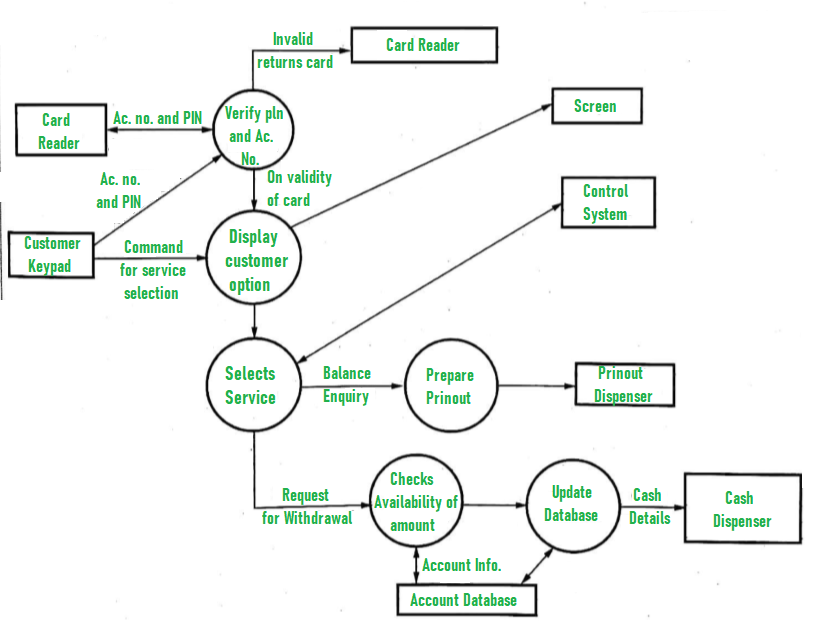 Invalid
returns card
Card Reader
Card
Reader
Ac. no. and PIN
Verify pln
and Ac.
No.
Screen
Ac. no.
and PIN
On validity
of card
Control
System
Customer
Keypad
Command
for service
selection
Display
customer
option
Selects
Service
Balance
Enquiry
Prepare
Prinout
Prinout
Dispenser
Request
for Withdrawal
Checks
Availability of
amount
Update
Database
Cash
Details
Cash
Dispenser
Account Info.
Account Database